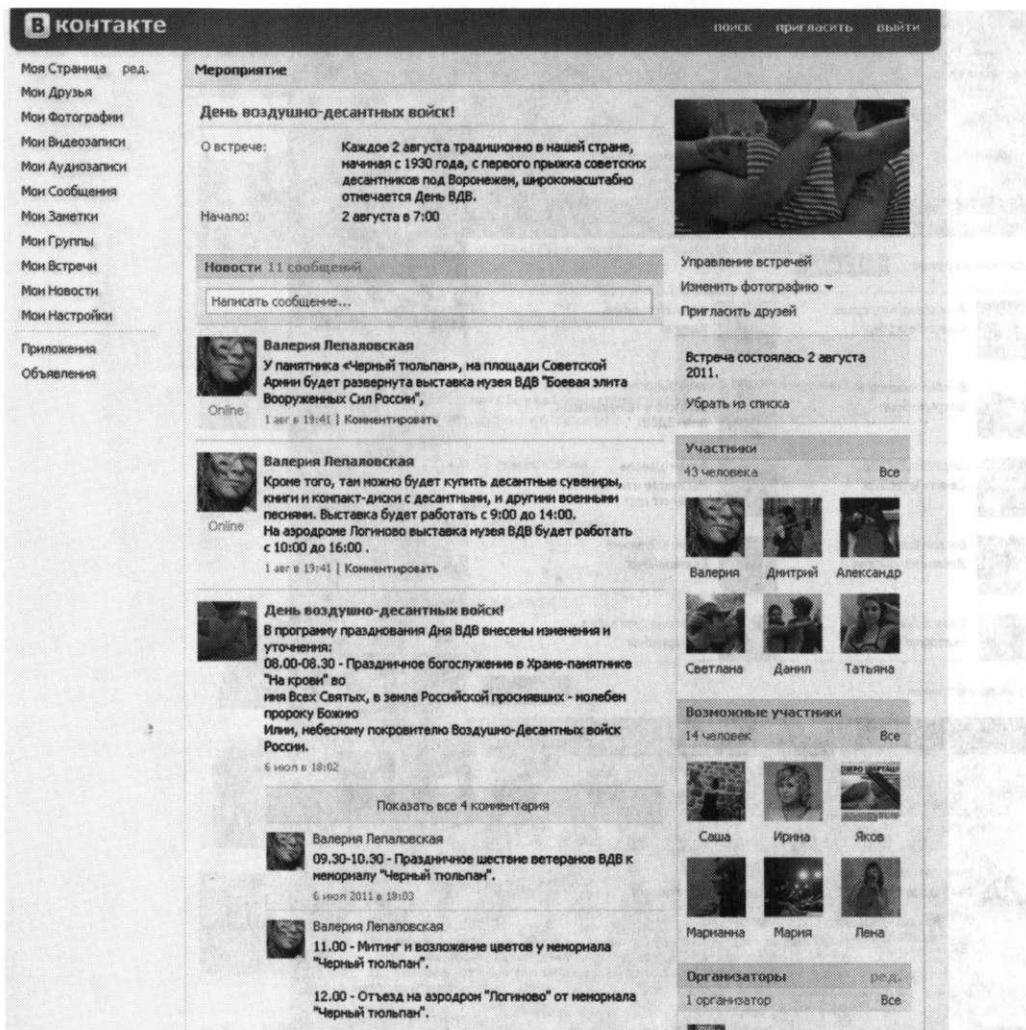 В контакте
поиск пригласить выйти
Моя Страница ред.
Мои Друзья
Мои Фотографии
Мои Видеозаписи
Мои Аудиозаписи
Мои Сообщения
Мои Заметки
Мои Группы
Мои Встречи
Мои Новости
Мои Настройки
Приложения
Объявления
Мероприятие
День воздушно-десантных войск!
О встрече: Каждое 2 августа традиционно в нашей стране,
начиная с 1930 года, с первого прыжка советских
десантников под Воронежем, широкомасштабно
отмечается День ВДВ.
Начало: 2 августа в 7:00
Новости 11 сообщений
Написать сообщение...
Валерия Лепаловская
У памятника «Черный тюльпан», на площади Советской
Армии будет развернута выставка музея ВДВ "Боевая элита
Вооруженных Сил России",
Online
1 авг в 19:41 | Комментировать
Валерия Лепаловская
Кроме того, там можно будет купить десантные сувениры,
книги и компакт-диски с десантными, и другими военными
песнями. Выставка будет работать с 9:00 до 14:00.
На аэродроме Логиново выставка музея ВДВ будет работать
с 10:00 до 16:00 .
Online
1 авг в 19:41 | Комментировать
День воздушно-десантных войск!
В программу празднования Дня ВДВ внесены изменения и
уточнения:
08.00-08.30 - Праздничное богослужение в Храме-памятнике
"На крови" во
имя Всех Святых, в земле Российской просиявших - молебен
пророку Божию
Илии, небесному покровителю Воздушно-Десантных войск
России.
6 июл в 18:02
Показать все 4 комментария
Валерия Лепаловская
09.30-10.30 - Праздничное шествие ветеранов ВДВ к
мемориалу "Черный тюльпан".
6 июл 2011 в 18:03
Валерия Лепаловская
11.00 - Митинг и возложение цветов у мемориала
"Черный тюльпан".
12.00 - Отъезд на аэродром "Логиново" от мемориала
"Черный тюльпан".
Управление встречей
Изменить фотографию
Пригласить друзей
Встреча состоялась 2 августа
2011.
Убрать из списка
Участники
43 человека Все
Валерия Дмитрий Александр
Светлана Данил Татьяна
Возможные участники
14 человек Все
Саша Ирина Яков
Марианна Мария Лена
Организаторы ред.
1 организатор Все